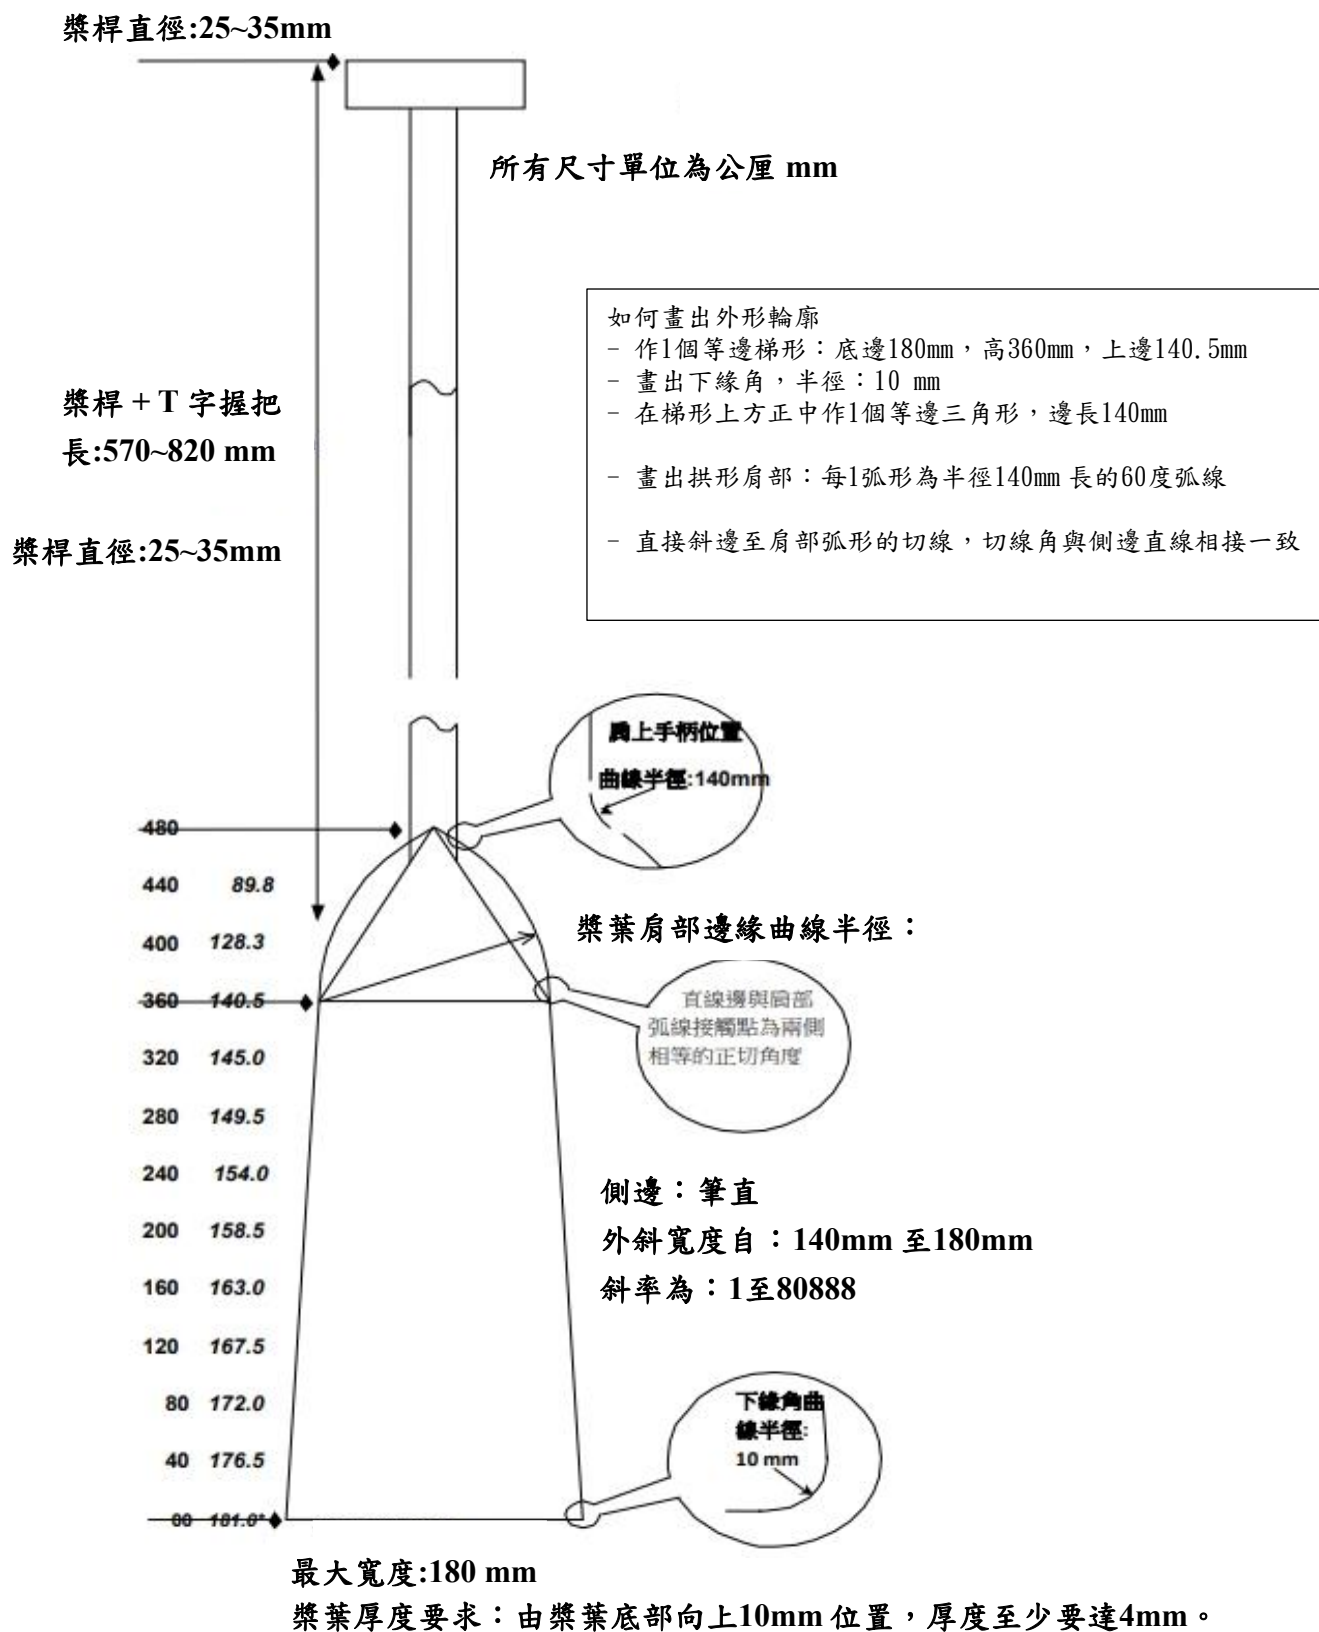 槳桿直徑:25~35mm
所有尺寸單位為公厘 mm
如何畫出外形輪廓
- 作1個等邊梯形：底邊180mm，高360mm，上邊140.5mm
- 畫出下緣角，半徑：10 mm
- 在梯形上方正中作1個等邊三角形，邊長140mm
- 畫出拱形肩部：每1弧形為半徑140mm 長的60度弧線
- 直接斜邊至肩部弧形的切線，切線角與側邊直線相接一致
槳桿 + T 字握把
長:570~820 mm
槳桿直徑:25~35mm
肩上手柄位置
曲線半徑:140mm
480
440 89.8
槳葉肩部邊緣曲線半徑：
400 128.3
360 140.5
直線邊與肩部
弧線接觸點為兩側
相等的正切角度
320 145.0
280 149.5
240 154.0
側邊：筆直
200 158.5
外斜寬度自：140mm 至180mm
160 163.0
斜率為：1至80888
120 167.5
80 172.0
下緣角曲
線半徑:
10 mm
40 176.5
00 181.0*
最大寬度:180 mm
槳葉厚度要求：由槳葉底部向上10mm 位置，厚度至少要達4mm。